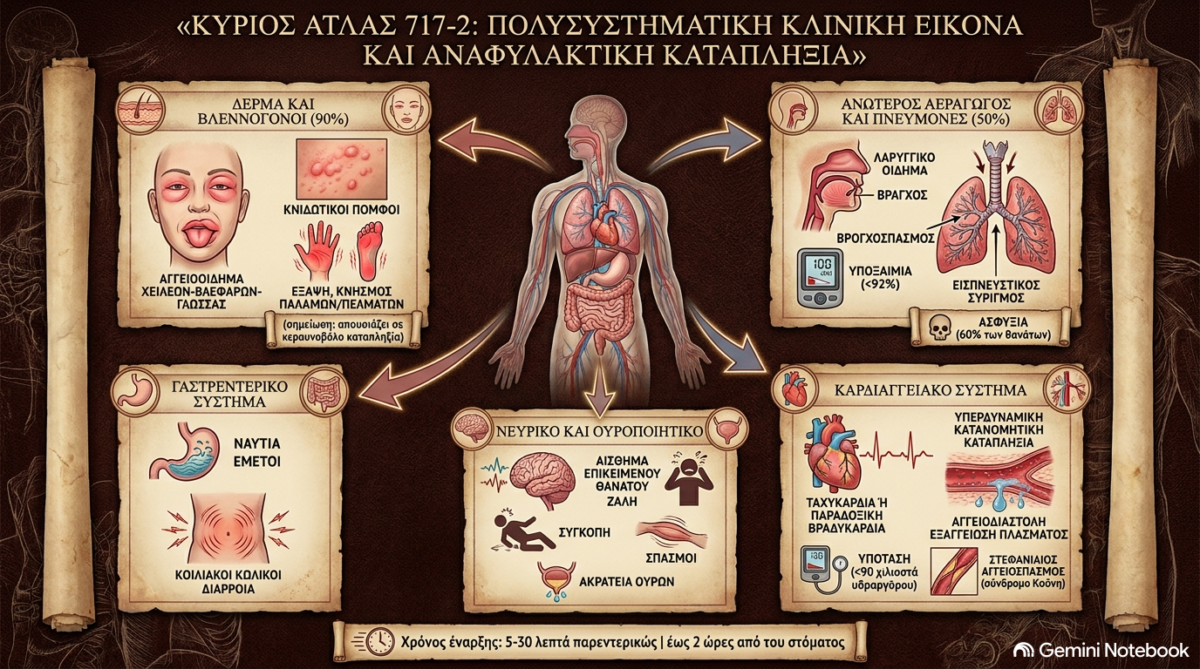 «ΚΥΡΙΟΣ ΑΤΛΑΣ 717-2: ΠΟΛΥΣΥΣΤΗΜΑΤΙΚΗ ΚΛΙΝΙΚΗ ΕΙΚΟΝΑ
ΚΑΙ ΑΝΑΦΥΛΑΚΤΙΚΗ ΚΑΤΑΠΛΗΞΙΑ»
ΔΕΡΜΑ ΚΑΙ
ΒΛΕΝΝΟΓΟΝΟΙ (90%)
ΚΝΙΔΩΤΙΚΟΙ ΠΟΜΦΟΙ
ΑΓΓΕΙΟΟΙΔΗΜΑ
ΧΕΙΛΕΩΝ-ΒΛΕΦΑΡΩΝ-
ΓΛΩΣΣΑΣ
ΕΞΑΨΗ, ΚΝΗΣΜΟΣ
ΠΑΛΑΜΩΝ/ΠΕΛΜΑΤΩΝ
(σημείωση: απουσιάζει σε
κεραυνοβόλο καταπληξία)
ΑΝΩΤΕΡΟΣ ΑΕΡΑΓΩΓΟΣ
ΚΑΙ ΠΝΕΥΜΟΝΕΣ (50%)
ΛΑΡΥΓΓΙΚΟ
ΟΙΔΗΜΑ
ΒΡΑΓΧΟΣ
ΒΡΟΓΧΟΣΠΑΣΜΟΣ
100
ΥΠΟΞΑΙΜΙΑ
(<92%)
ΕΙΣΠΝΕΥΣΤΙΚΟΣ
ΣΥΡΙΓΜΟΣ
ΑΣΦΥΞΙΑ
(60% των θανάτων)
ΓΑΣΤΡΕΝΤΕΡΙΚΟ
ΣΥΣΤΗΜΑ
ΝΑΥΤΙΑ
ΕΜΕΤΟΙ
ΚΟΙΛΙΑΚΟΙ ΚΩΛΙΚΟΙ
ΔΙΑΡΡΟΙΑ
ΝΕΥΡΙΚΟ ΚΑΙ ΟΥΡΟΠΟΙΗΤΙΚΟ
ΑΙΣΘΗΜΑ
ΕΠΙΚΕΙΜΕΝΟΥ
ΘΑΝΑΤΟΥ
ΖΑΛΗ
ΣΥΓΚΟΠΗ
ΣΠΑΣΜΟΙ
ΑΚΡΑΤΕΙΑ ΟΥΡΩΝ
ΚΑΡΔΙΑΓΓΕΙΑΚΟ ΣΥΣΤΗΜΑ
ΥΠΕΡΔΥΝΑΜΙΚΗ
ΚΑΤΑΝΟΜΗΤΙΚΗ
ΚΑΤΑΠΛΗΞΙΑ
ΤΑΧΥΚΑΡΔΙΑ Ή
ΠΑΡΑΔΟΞΙΚΗ
ΒΡΑΔΥΚΑΡΔΙΑ
ΑΓΓΕΙΟΔΙΑΣΤΟΛΗ
ΕΞΑΓΓΕΙΩΣΗ ΠΛΑΣΜΑΤΟΣ
ΥΠΟΤΑΣΗ
(<90 χιλιοστά
υδραργύρου)
ΣΤΕΦΑΝΙΑΙΟΣ
ΑΓΓΕΙΟΣΠΑΣΜΟΣ
(σύνδρομο Κούνη)
Χρόνος έναρξης: 5-30 λεπτά παρεντερικώς | έως 2 ώρες από του στόματος
Gemini Notebook